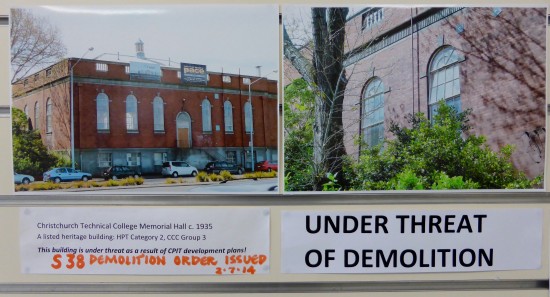 Christchurch Technical College Memorial Hall c. 1935
A listed heritage building: HPT Category 2, CCC Group 3
This building is under threat as a result of CPIT development plans!
S 38 DEMOLITION ORDER ISSUED
2-7-14
UNDER THREAT
OF DEMOLITION